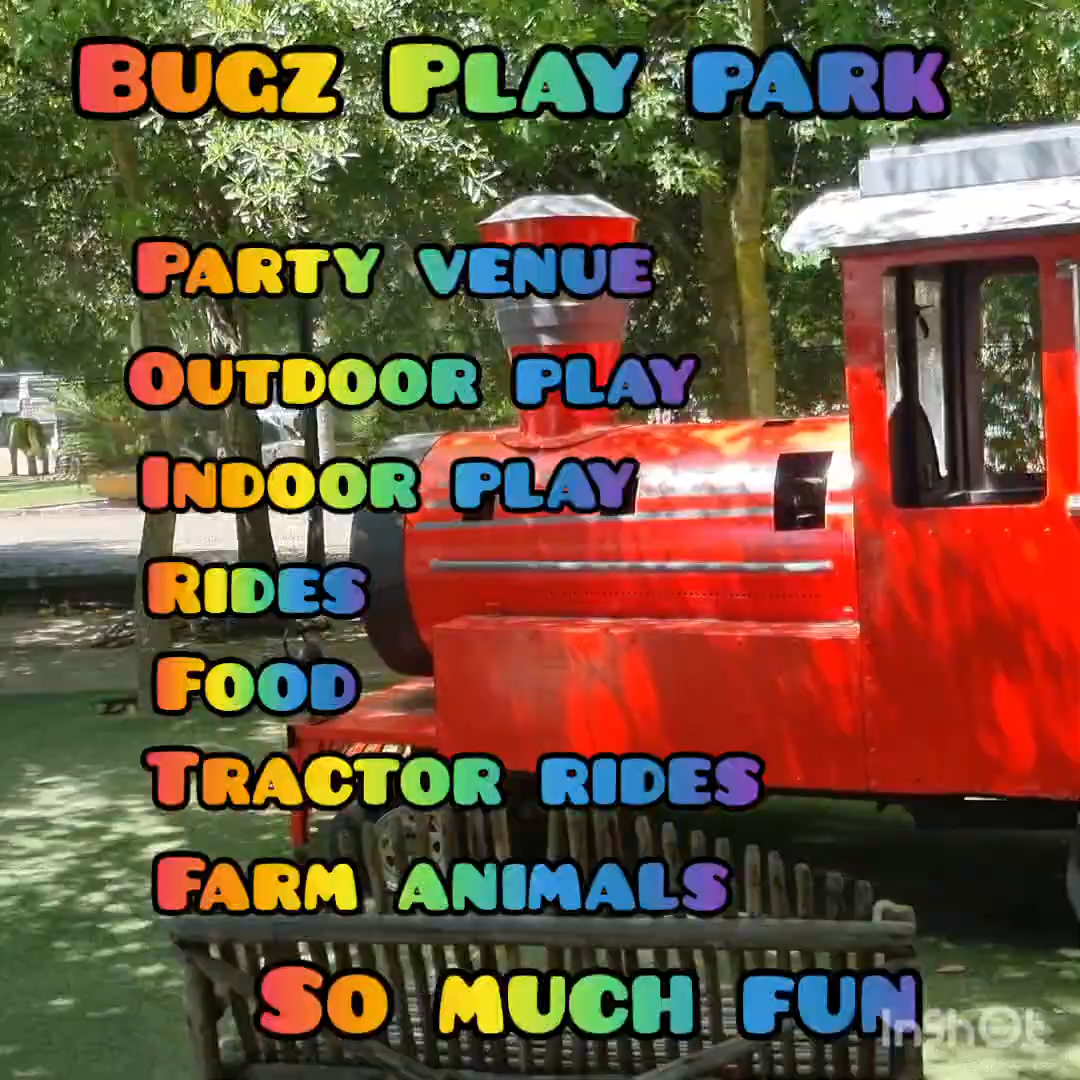 Bugz Play park
Party venue
Outdoor play
Indoor play
Rides
Food
Tractor rides
Farm animals
So much fun
InShOt